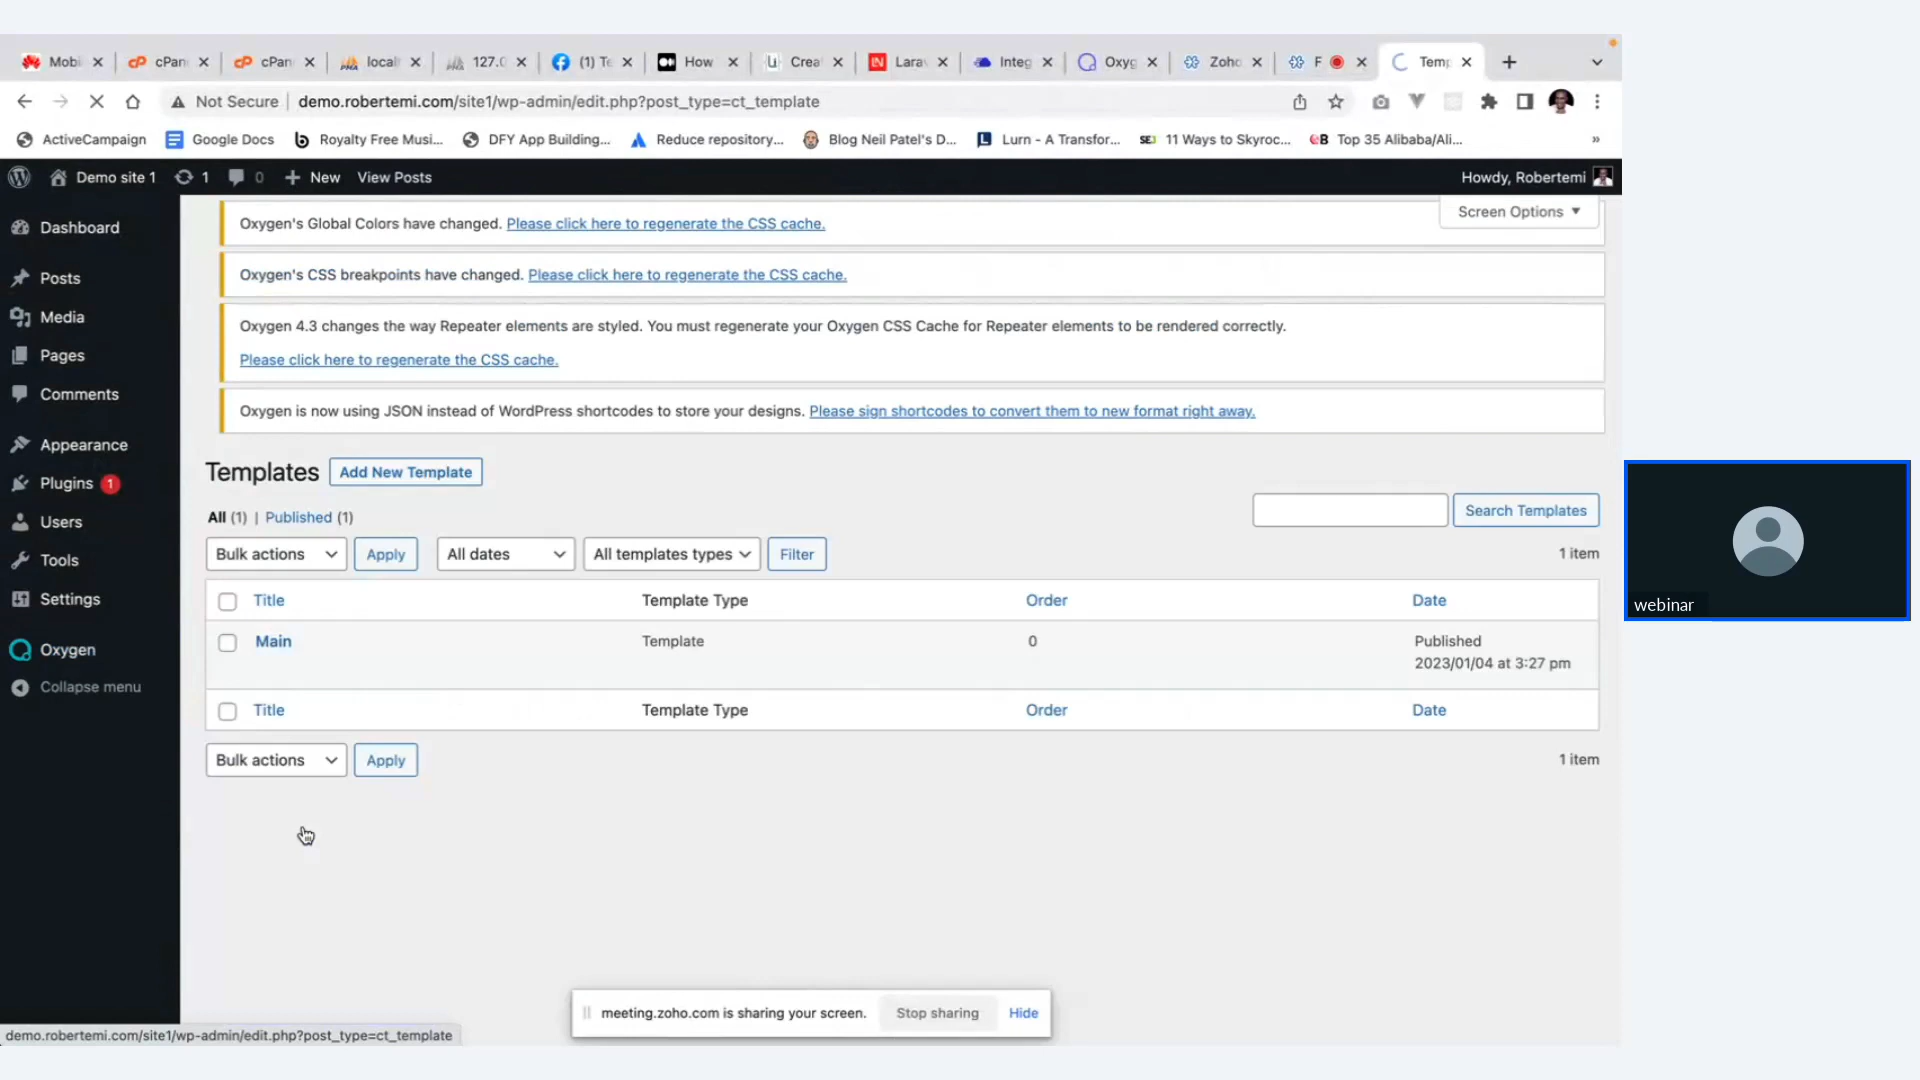 Mobi
cPan
cPan
local
127.0
(1) Te
How
Crea
Lara
Integ
Oxyg
Zoho
F
Temp
Not Secure
demo.robertemi.com/site1/wp-admin/edit.php?post_type=ct_template
ActiveCampaign
Google Docs
Royalty Free Musi...
DFY App Building...
Reduce repository...
Blog Neil Patel's D...
Lurn - A Transfor...
11 Ways to Skyroc...
Top 35 Alibaba/Ali...
»
Demo site 1
1
0
New
View Posts
Howdy, Robertemi
Dashboard
Posts
Media
Pages
Comments
Appearance
Plugins 1
Users
Tools
Settings
Oxygen
Collapse menu
Screen Options
Oxygen's Global Colors have changed. Please click here to regenerate the CSS cache.
Oxygen's CSS breakpoints have changed. Please click here to regenerate the CSS cache.
Oxygen 4.3 changes the way Repeater elements are styled. You must regenerate your Oxygen CSS Cache for Repeater elements to be rendered correctly.
Please click here to regenerate the CSS cache.
Oxygen is now using JSON instead of WordPress shortcodes to store your designs. Please sign shortcodes to convert them to new format right away.
Templates
Add New Template
All (1) | Published (1)
Search Templates
Bulk actions
Apply
All dates
All templates types
Filter
1 item
Title
Template Type
Order
Date
Main
Template
0
Published
2023/01/04 at 3:27 pm
Title
Template Type
Order
Date
Bulk actions
Apply
1 item
webinar
meeting.zoho.com is sharing your screen.
Stop sharing
Hide
demo.robertemi.com/site1/wp-admin/edit.php?post_type=ct_template